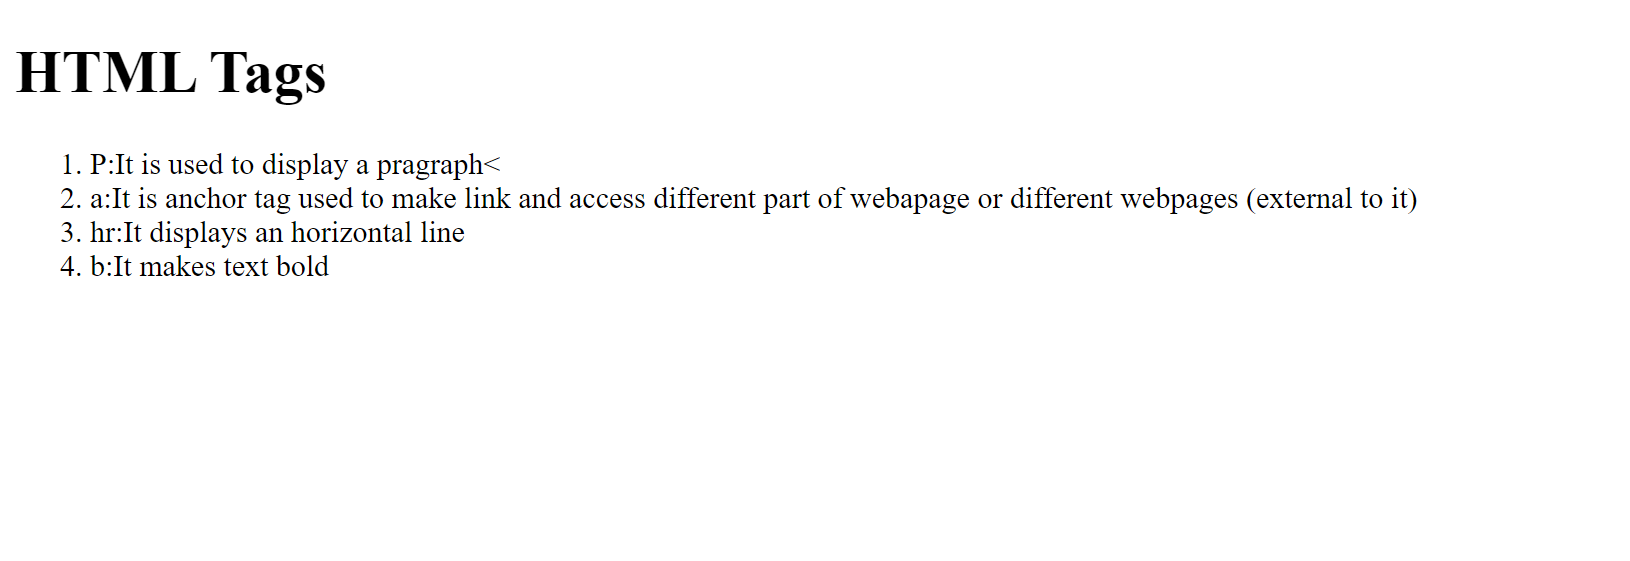 HTML Tags
1. P:It is used to display a pragraph<
2. a:It is anchor tag used to make link and access different part of webapage or different webpages (external to it)
3. hr:It displays an horizontal line
4. b:It makes text bold